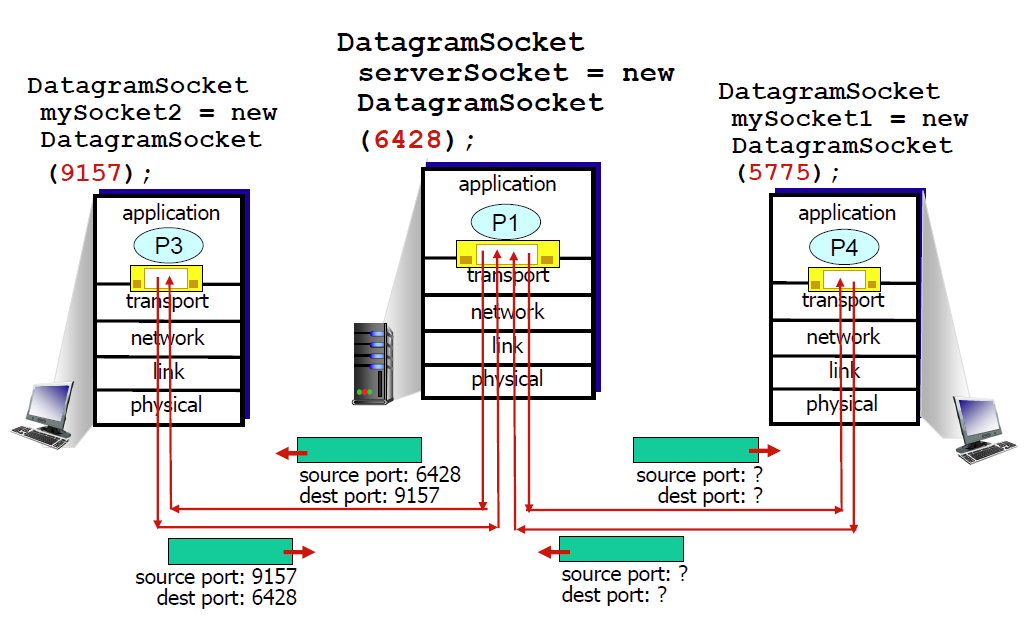 DatagramSocket
mySocket2 = new
DatagramSocket
(9157);
DatagramSocket
serverSocket = new
DatagramSocket
(6428);
DatagramSocket
mySocket1 = new
DatagramSocket
(5775);
application
P3
transport
network
link
physical
application
P1
transport
network
link
physical
application
P4
transport
network
link
physical
source port: 6428
dest port: 9157
source port: ?
dest port: ?
source port: 9157
dest port: 6428
source port: ?
dest port: ?